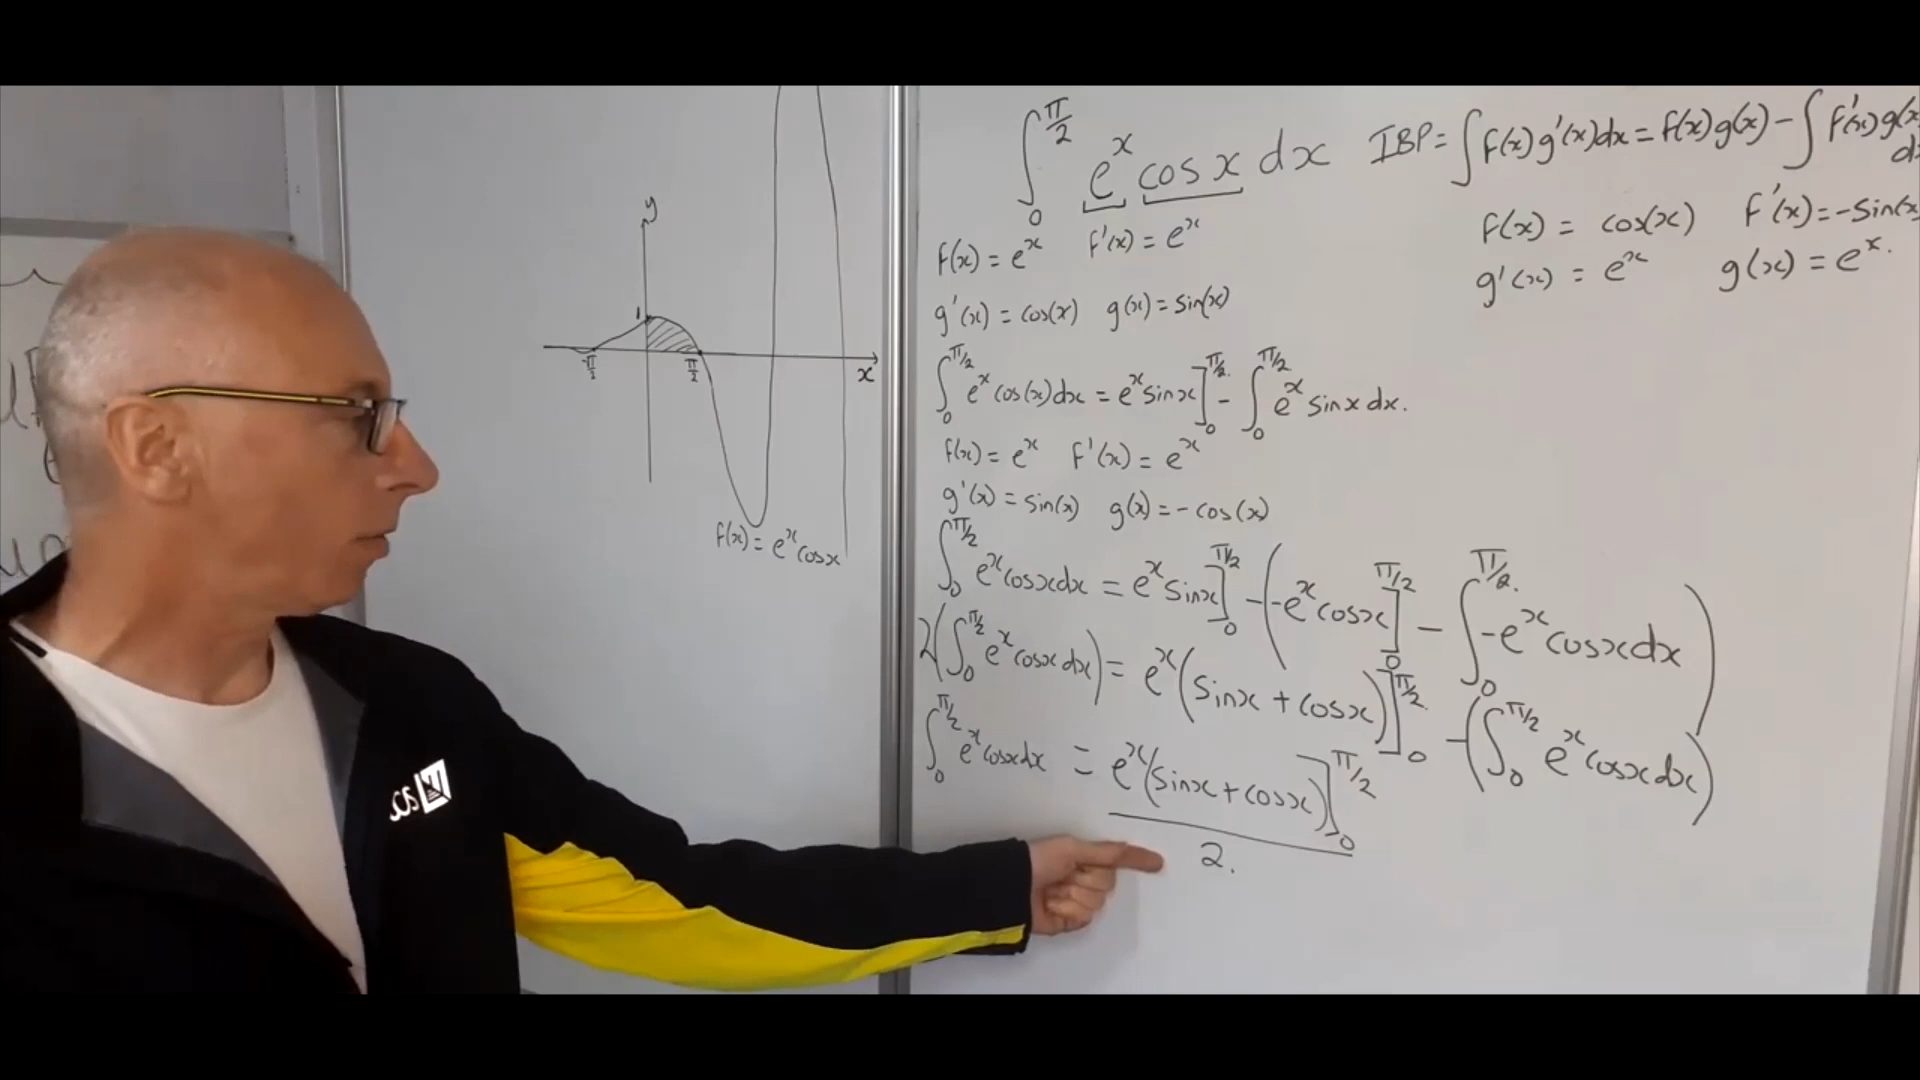 ∫₀^{π/2} e^x cos x dx IBP = ∫ f(x) g'(x) dx = f(x) g(x) − ∫ f'(x) g(x) dx
f(x) = e^x f'(x) = e^x
g'(x) = cos(x) g(x) = sin(x)
f(x) = cos(x) f'(x) = −sin(x)
g'(x) = e^x g(x) = e^x.
∫₀^{π/2} e^x cos(x) dx = e^x sin x]₀^{π/2} − ∫₀^{π/2} e^x sin x dx.
f(x) = e^x f'(x) = e^x
g'(x) = sin(x) g(x) = −cos(x)
∫₀^{π/2} e^x cos x dx = e^x sin x]₀^{π/2} − (−e^x cos x]₀^{π/2} − ∫₀^{π/2} −e^x cos x dx)
2(∫₀^{π/2} e^x cos x dx) = e^x (sin x + cos x)]₀^{π/2} − (∫₀^{π/2} e^x cos x dx)
∫₀^{π/2} e^x cos x dx = e^x (sin x + cos x)]₀^{π/2}
2.
y
1
−π/2 π/2 x
f(x) = e^x cos x